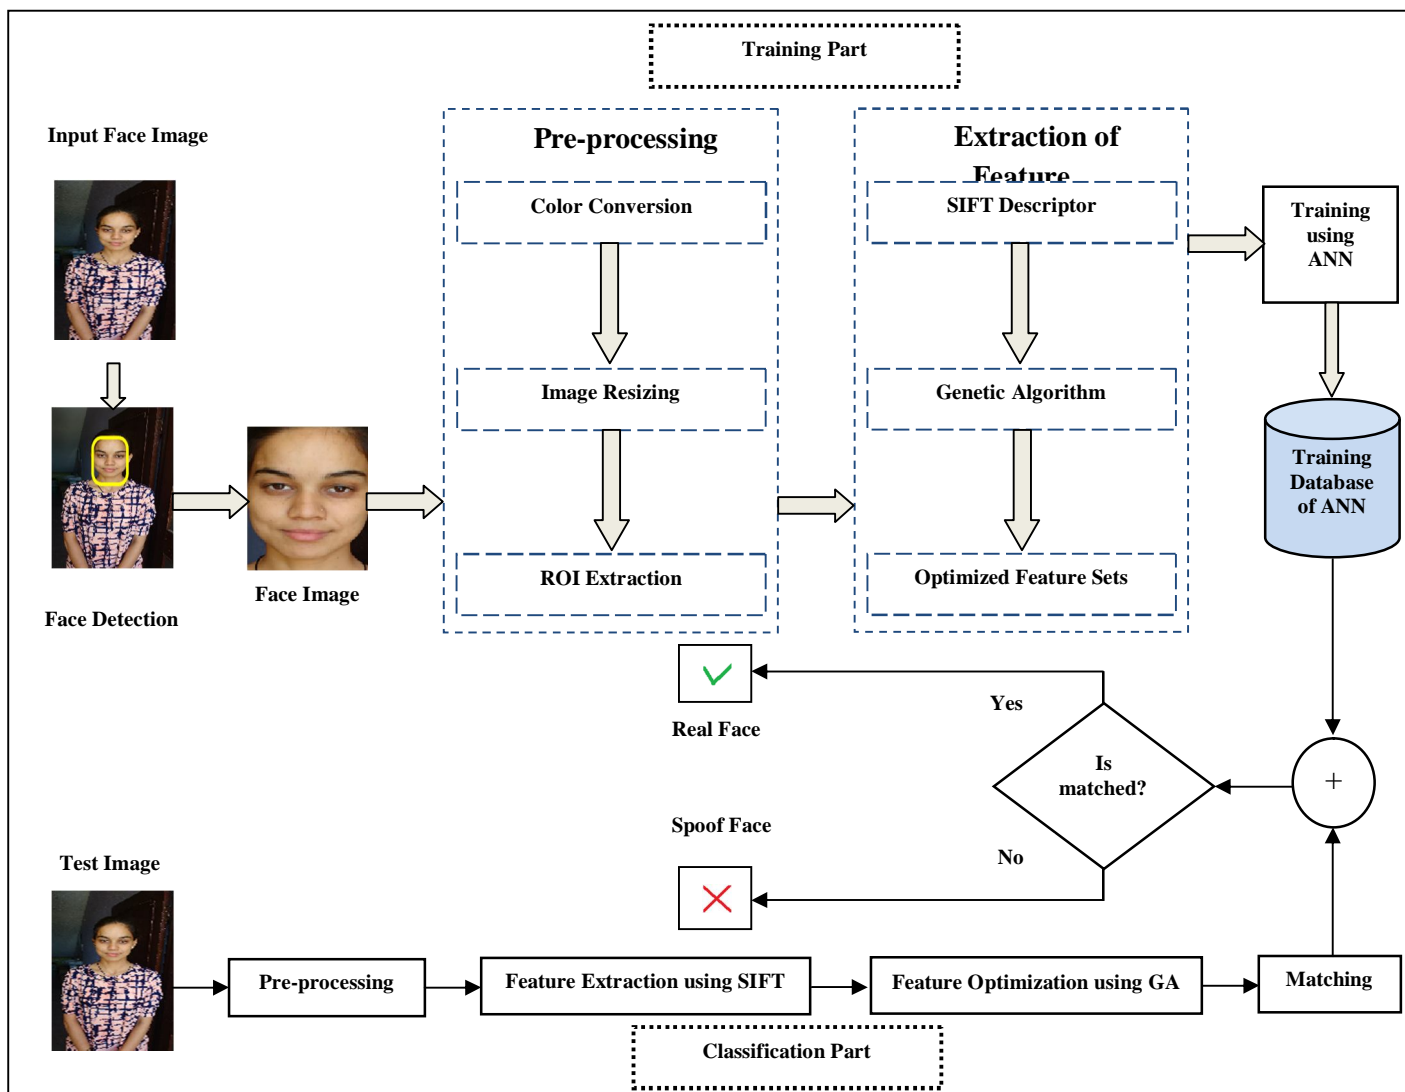 Training Part
Input Face Image
Pre-processing
Extraction of
Feature
Color Conversion
SIFT Descriptor
Training
using
ANN
Image Resizing
Genetic Algorithm
Training
Database
of ANN
ROI Extraction
Optimized Feature Sets
Face Image
Face Detection
Yes
Real Face
Is
matched?
+
Spoof Face
No
Test Image
Pre-processing
Feature Extraction using SIFT
Feature Optimization using GA
Matching
Classification Part